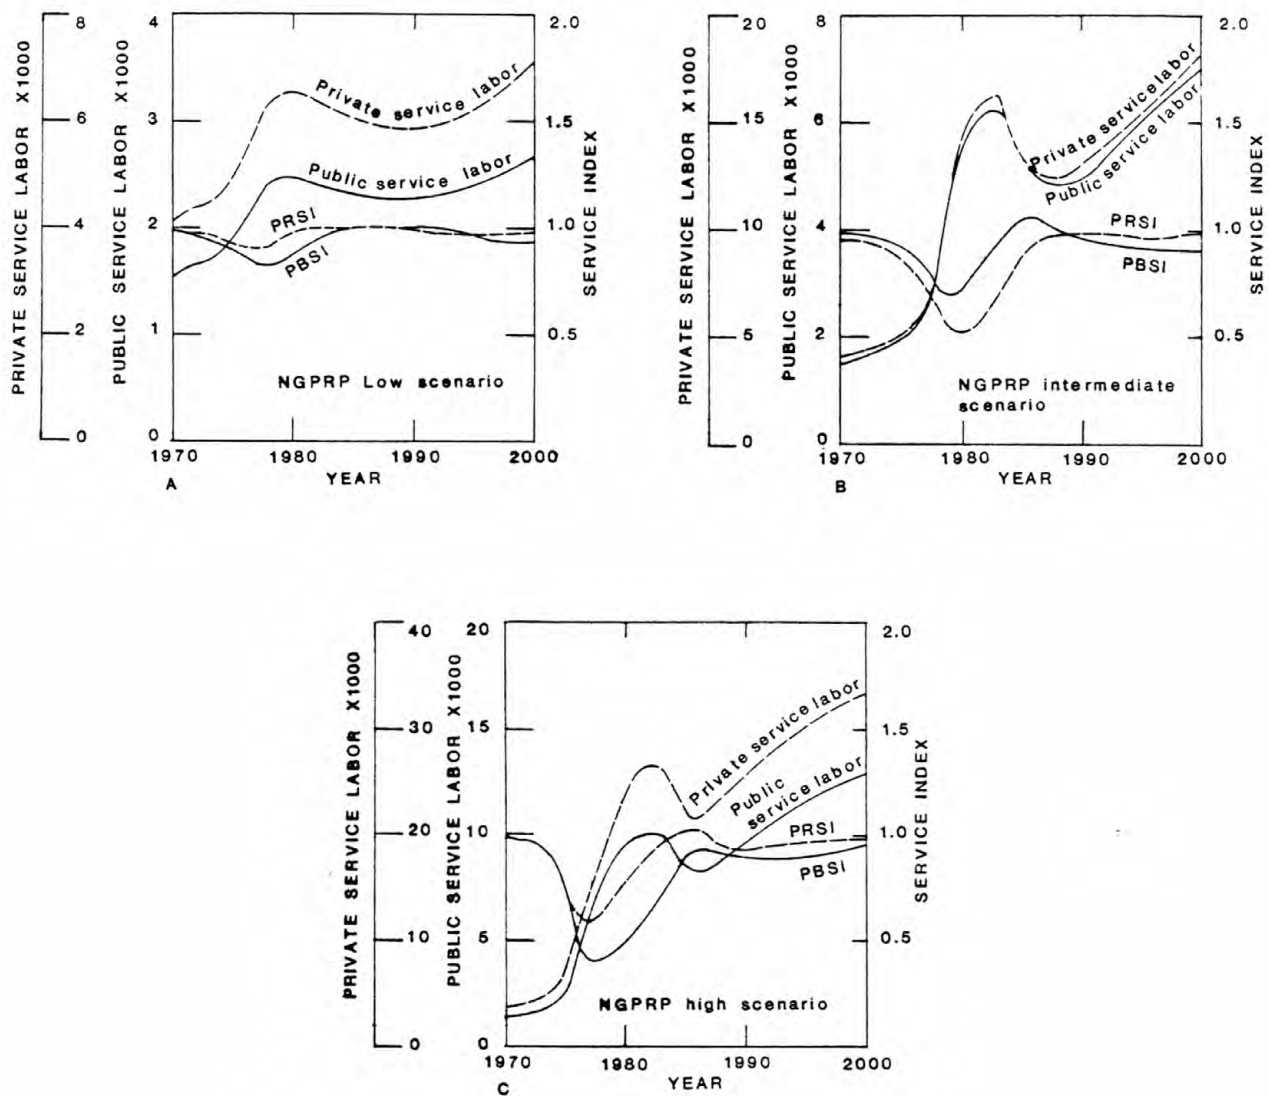 8
6
4
2
0
PRIVATE SERVICE LABOR X1000
4
3
2
1
0
PUBLIC SERVICE LABOR X1000
2.0
1.5
1.0
0.5
SERVICE INDEX
Private service labor
Public service labor
PRSI
PBSI
NGPRP Low scenario
1970
1980
1990
2000
YEAR
A
20
15
10
5
0
PRIVATE SERVICE LABOR X1000
8
6
4
2
0
PUBLIC SERVICE LABOR X1000
2.0
1.5
1.0
0.5
SERVICE INDEX
Private service labor
Public service labor
PRSI
PBSI
NGPRP intermediate
scenario
1970
1980
1990
2000
YEAR
B
40
30
20
10
0
PRIVATE SERVICE LABOR X1000
20
15
10
5
0
PUBLIC SERVICE LABOR X1000
2.0
1.5
1.0
0.5
SERVICE INDEX
Private service labor
Public
service labor
PRSI
PBSI
NGPRP high scenario
1970
1980
1990
2000
YEAR
C